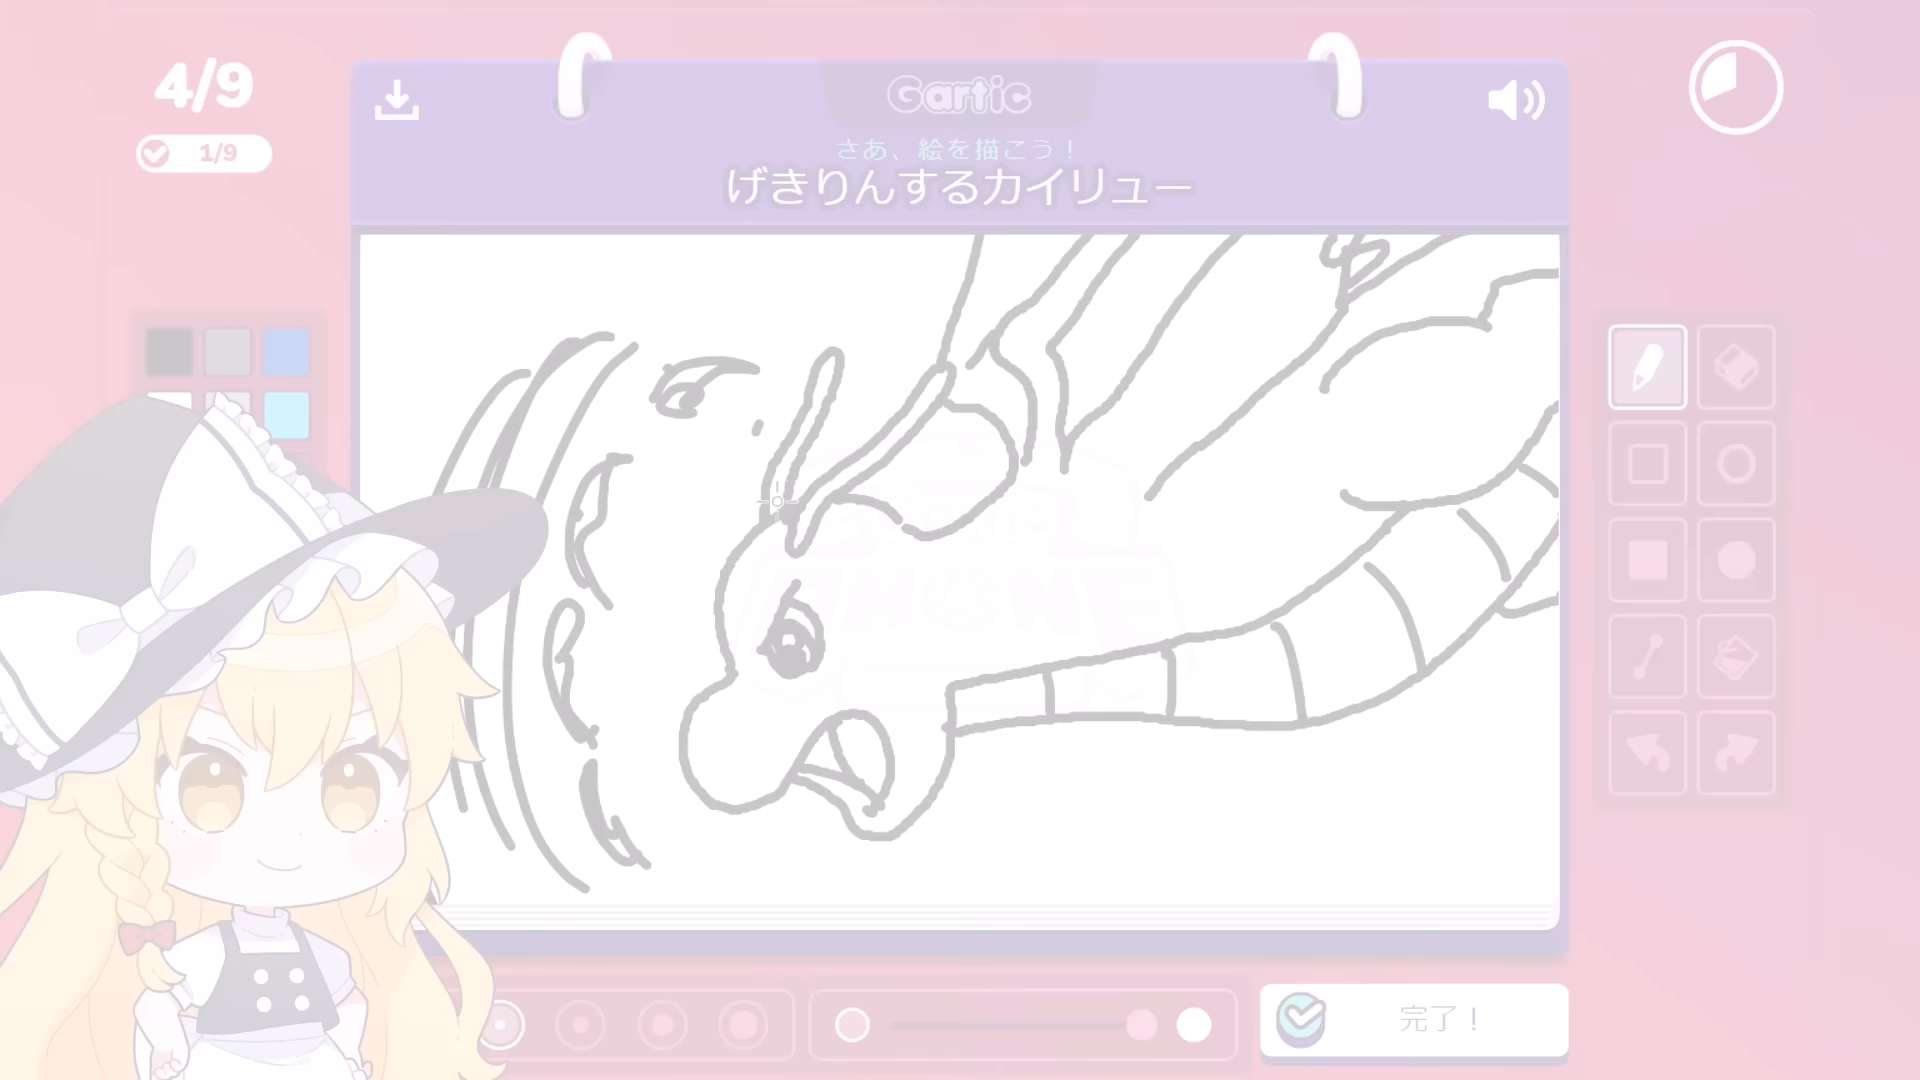 4/9
1/9
Gartic
さあ、絵を描こう！
げきりんするカイリュー
完了！